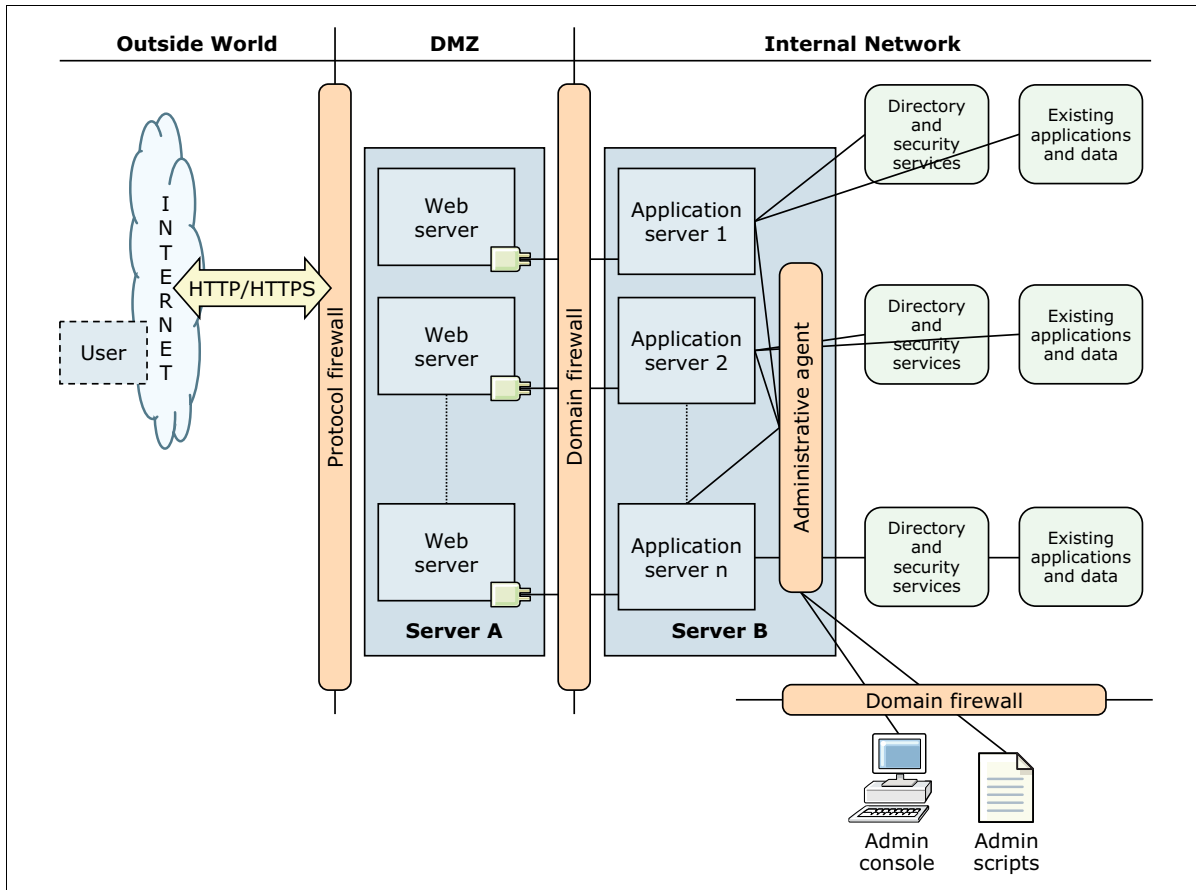 Outside World
DMZ
Internal Network
INTERNET
HTTP/HTTPS
User
Protocol firewall
Web
server
Web
server
Web
server
Server A
Domain firewall
Application
server 1
Application
server 2
Application
server n
Server B
Administrative agent
Directory
and
security
services
Existing
applications
and data
Directory
and
security
services
Existing
applications
and data
Directory
and
security
services
Existing
applications
and data
Domain firewall
Admin
console
Admin
scripts